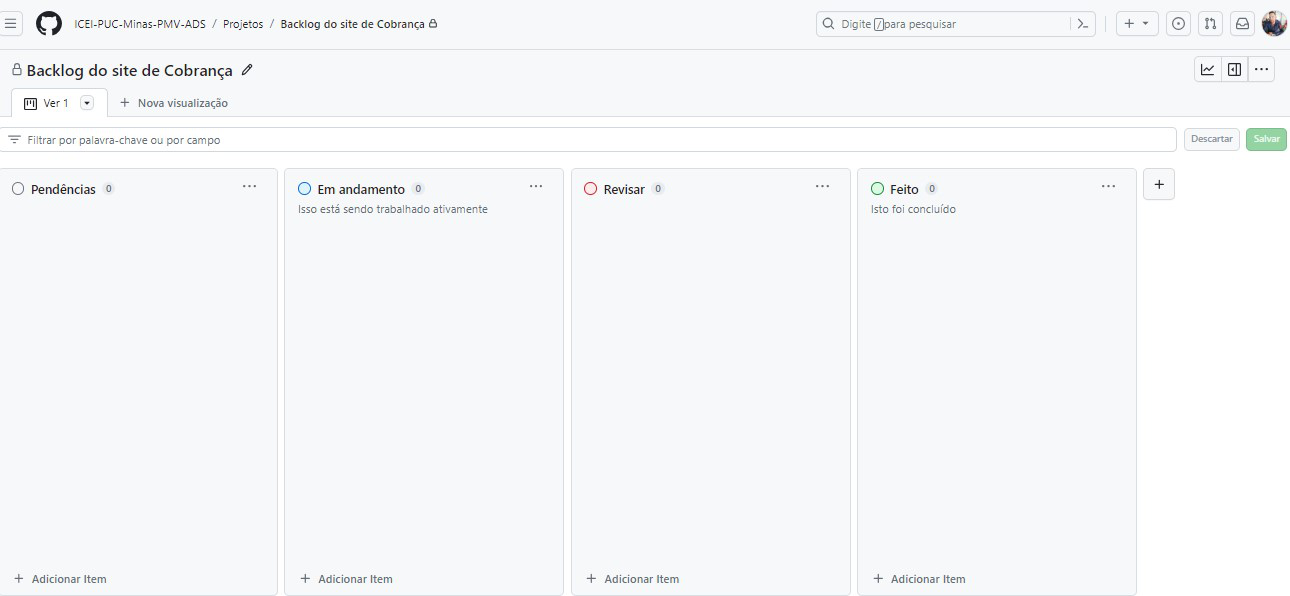 ICEI-PUC-Minas-PMV-ADS / Projetos / Backlog do site de Cobrança
Digite / para pesquisar
Backlog do site de Cobrança
Ver 1
Nova visualização
Filtrar por palavra-chave ou por campo
Descartar
Salvar
Pendências 0
Em andamento 0
Isso está sendo trabalhado ativamente
Revisar 0
Feito 0
Isto foi concluído
+ Adicionar Item
+ Adicionar Item
+ Adicionar Item
+ Adicionar Item